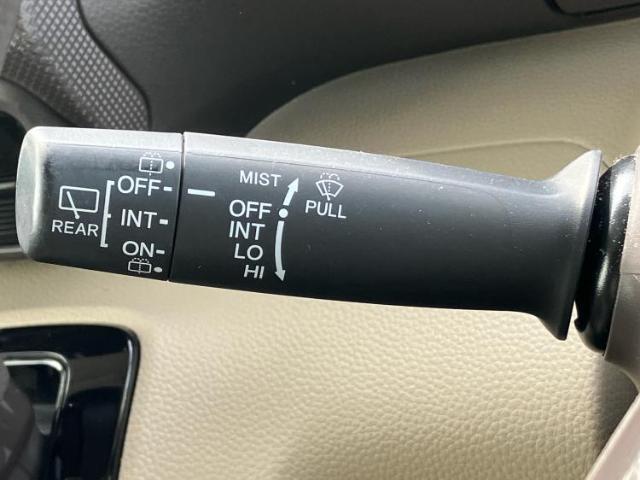 REAR
OFF
INT
ON
MIST
OFF
INT
LO
HI
PULL